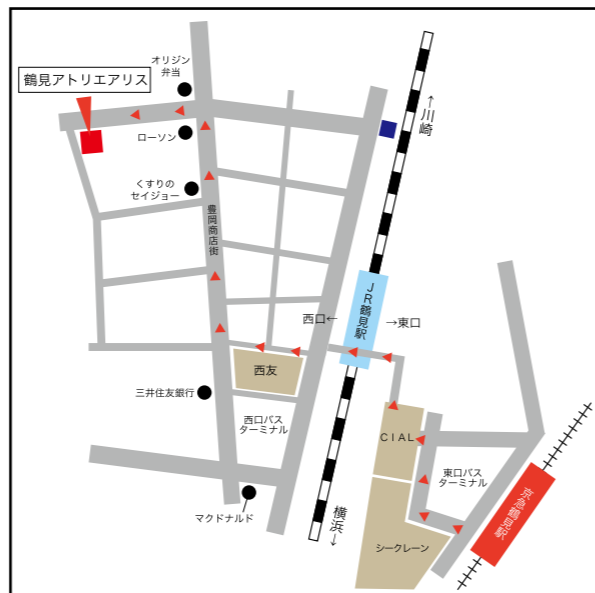 オリジン
弁当
鶴見アトリエアリス
ローソン
くすりの
セイジョー
豊岡商店街
←川崎
JR鶴見駅
西口←
→東口
西友
三井住友銀行
西口バス
ターミナル
CIAL
東口バス
ターミナル
京急鶴見駅
マクドナルド
横浜→
シークレーン